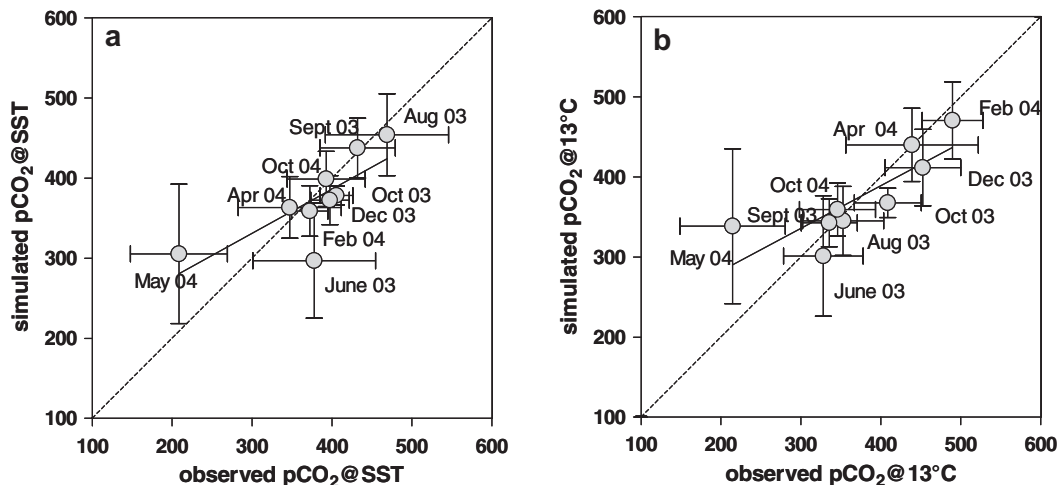 a
600
500
400
300
200
100
simulated pCO₂@SST
Aug 03
Sept 03
Oct 04
Apr 04
Oct 03
Dec 03
Feb 04
May 04
June 03
100 200 300 400 500 600
observed pCO₂@SST
b
600
500
400
300
200
100
simulated pCO₂@13°C
Feb 04
Apr 04
Dec 03
Oct 04
Sept 03
Oct 03
Aug 03
May 04
June 03
100 200 300 400 500 600
observed pCO₂@13°C